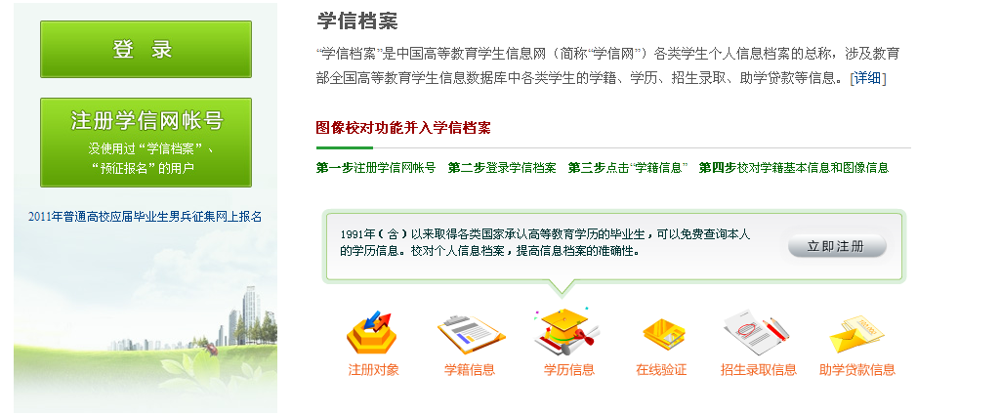 登 录
注册学信网帐号
没使用过“学信档案”、
“预征报名”的用户
2011年普通高校应届毕业生男兵征集网上报名
学信档案
“学信档案”是中国高等教育学生信息网（简称“学信网”）各类学生个人信息档案的总称，涉及教育
部全国高等教育学生信息数据库中各类学生的学籍、学历、招生录取、助学贷款等信息。[详细]
图像校对功能并入学信档案
第一步注册学信网帐号 第二步登录学信档案 第三步点击“学籍信息” 第四步校对学籍基本信息和图像信息
1991年（含）以来取得各类国家承认高等教育学历的毕业生，可以免费查询本人
的学历信息。校对个人信息档案，提高信息档案的准确性。
立即注册
注册对象 学籍信息 学历信息 在线验证 招生录取信息 助学贷款信息